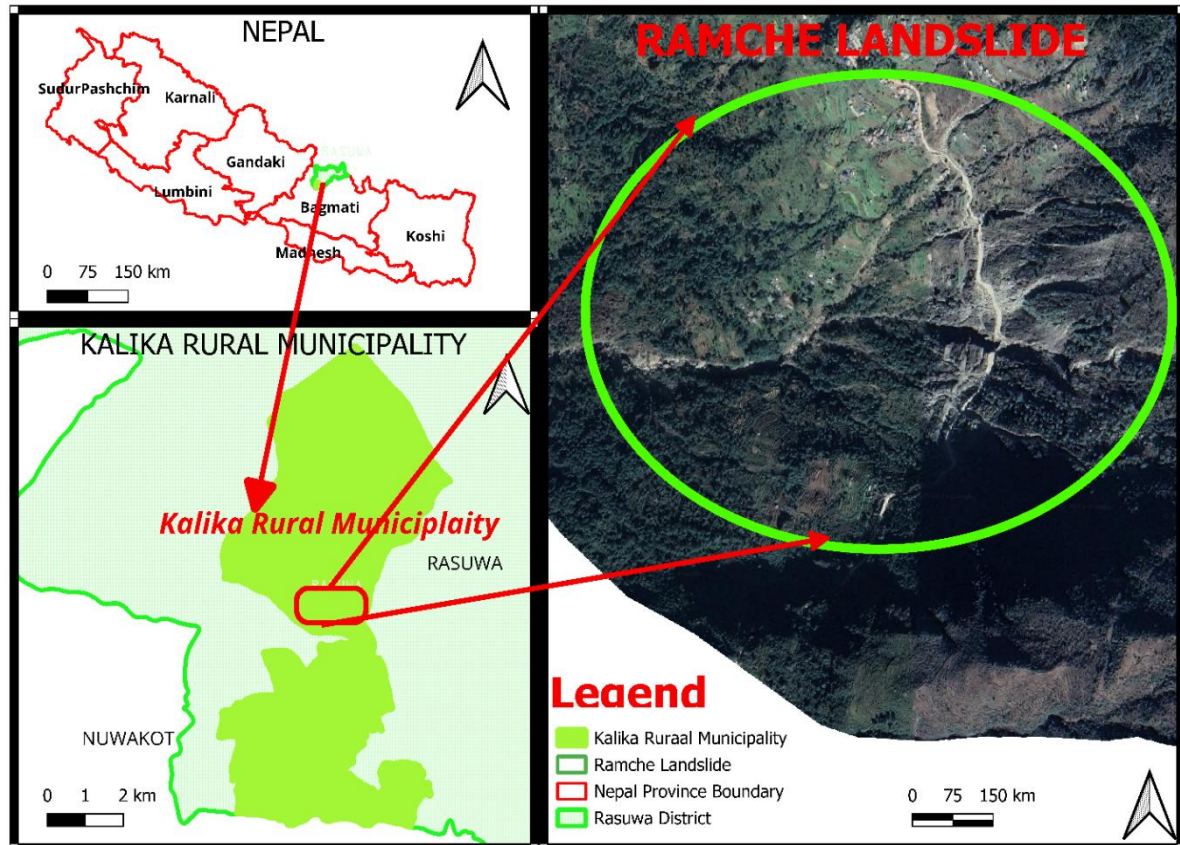 NEPAL
SudurPashchim
Karnali
Gandaki
RASUWA
Lumbini
Bagmati
Koshi
Madhesh
0 75 150 km
KALIKA RURAL MUNICIPALITY
Kalika Rural Municiplaity
RASUWA
NUWAKOT
0 1 2 km
RAMCHE LANDSLIDE
Legend
Kalika Ruraal Municipality
Ramche Landslide
Nepal Province Boundary
Rasuwa District
0 75 150 km